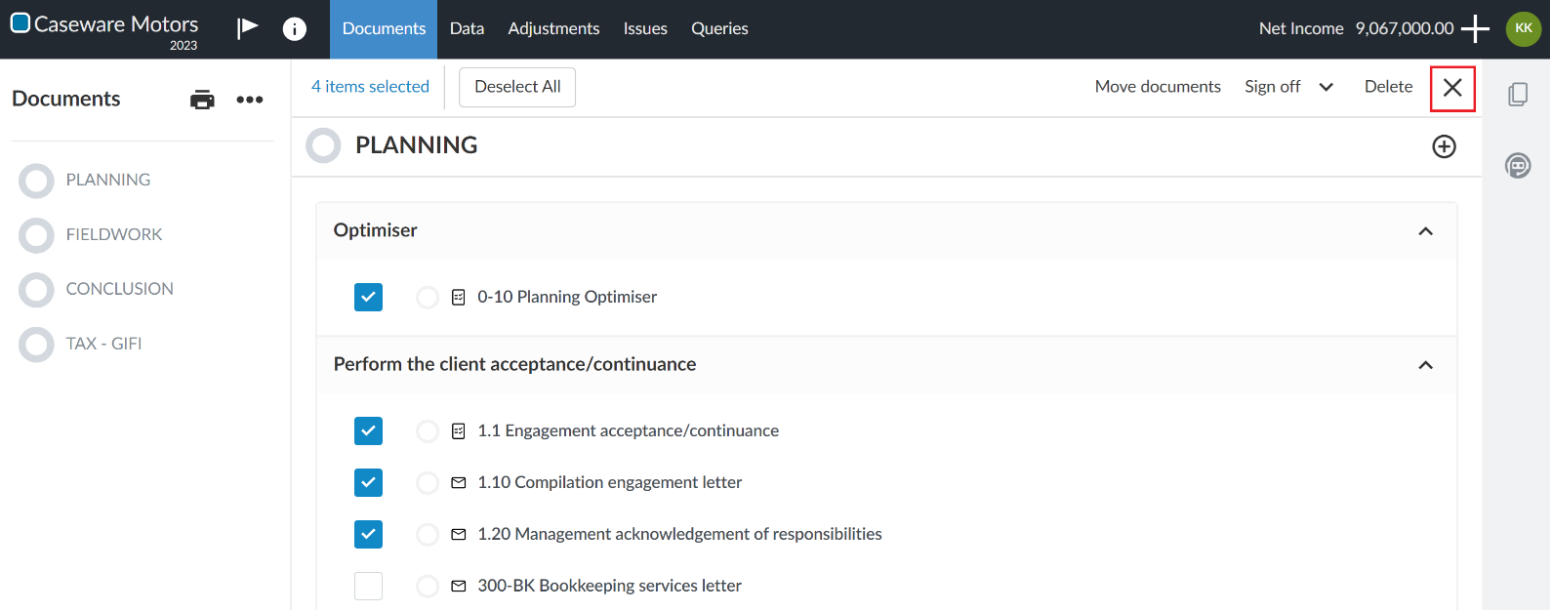 Caseware Motors
2023
Documents Data Adjustments Issues Queries
Net Income 9,067,000.00
KK
Documents
4 items selected
Deselect All
Move documents Sign off Delete
PLANNING
PLANNING
FIELDWORK
CONCLUSION
TAX - GIFI
Optimiser
0-10 Planning Optimiser
Perform the client acceptance/continuance
1.1 Engagement acceptance/continuance
1.10 Compilation engagement letter
1.20 Management acknowledgement of responsibilities
300-BK Bookkeeping services letter